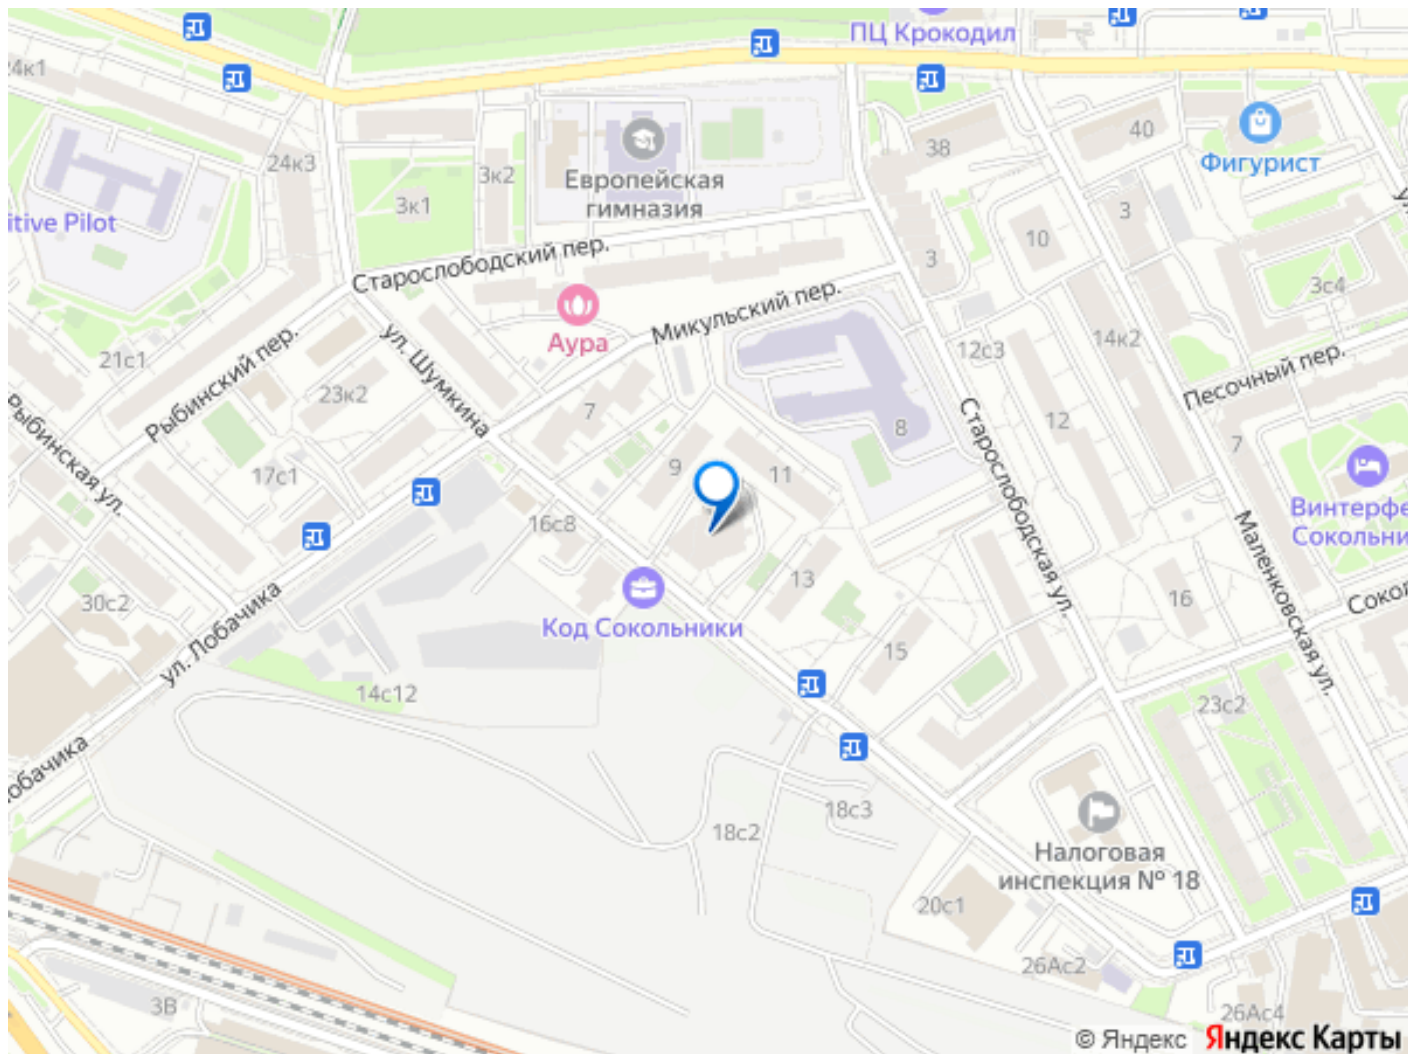 ПЦ Крокодил
24к1
40
38
Фигурист
24к3
3к2
Европейская
гимназия
3к1
itive Pilot
3
10
Старослободский пер.
3
3с4
Микульский пер.
Аура
21с1
Рыбинский пер.
ул. Шумкина
12с3
14к2
Песочный пер.
23к2
7
12
8
7
Рыбинская ул.
17с1
9
11
Старослободская ул.
Винтерфе
Сокольни
16с8
Маленковская ул.
13
16
30с2
ул. Лобачика
Код Сокольники
Сокол
15
14с12
23с2
Лобачика
18с3
18с2
Налоговая
инспекция № 18
20с1
26Ас2
3В
26Ас4
© Яндекс Яндекс Карты